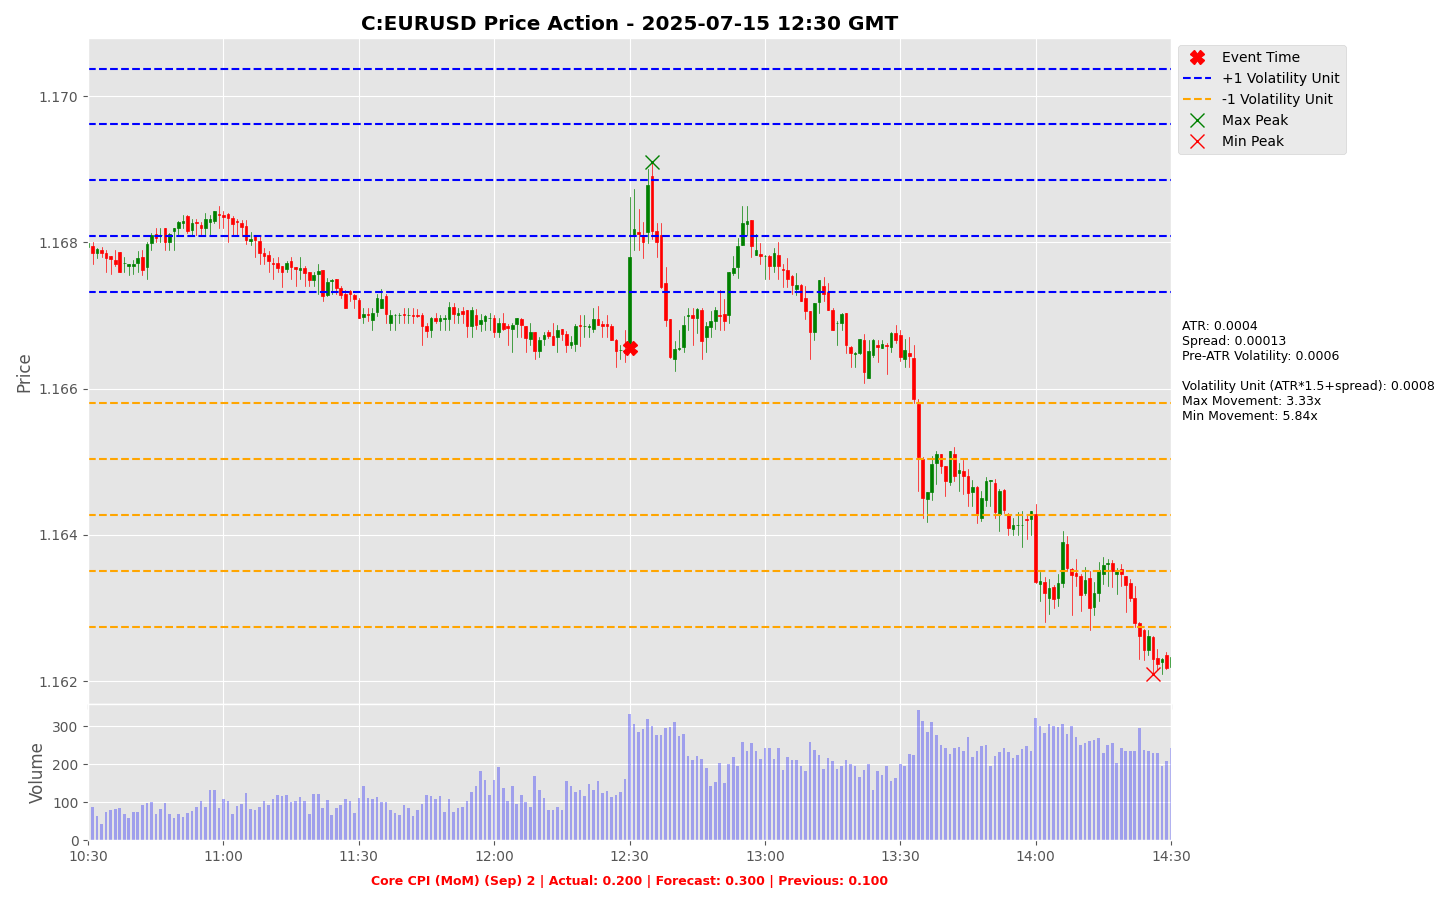 C:EURUSD Price Action - 2025-07-15 12:30 GMT
Event Time
+1 Volatility Unit
-1 Volatility Unit
Max Peak
Min Peak
1.170
1.168
1.166
1.164
1.162
Price
ATR: 0.0004
Spread: 0.00013
Pre-ATR Volatility: 0.0006
Volatility Unit (ATR*1.5+spread): 0.0008
Max Movement: 3.33x
Min Movement: 5.84x
300
200
100
0
Volume
10:30 11:00 11:30 12:00 12:30 13:00 13:30 14:00 14:30
Core CPI (MoM) (Sep) 2 | Actual: 0.200 | Forecast: 0.300 | Previous: 0.100